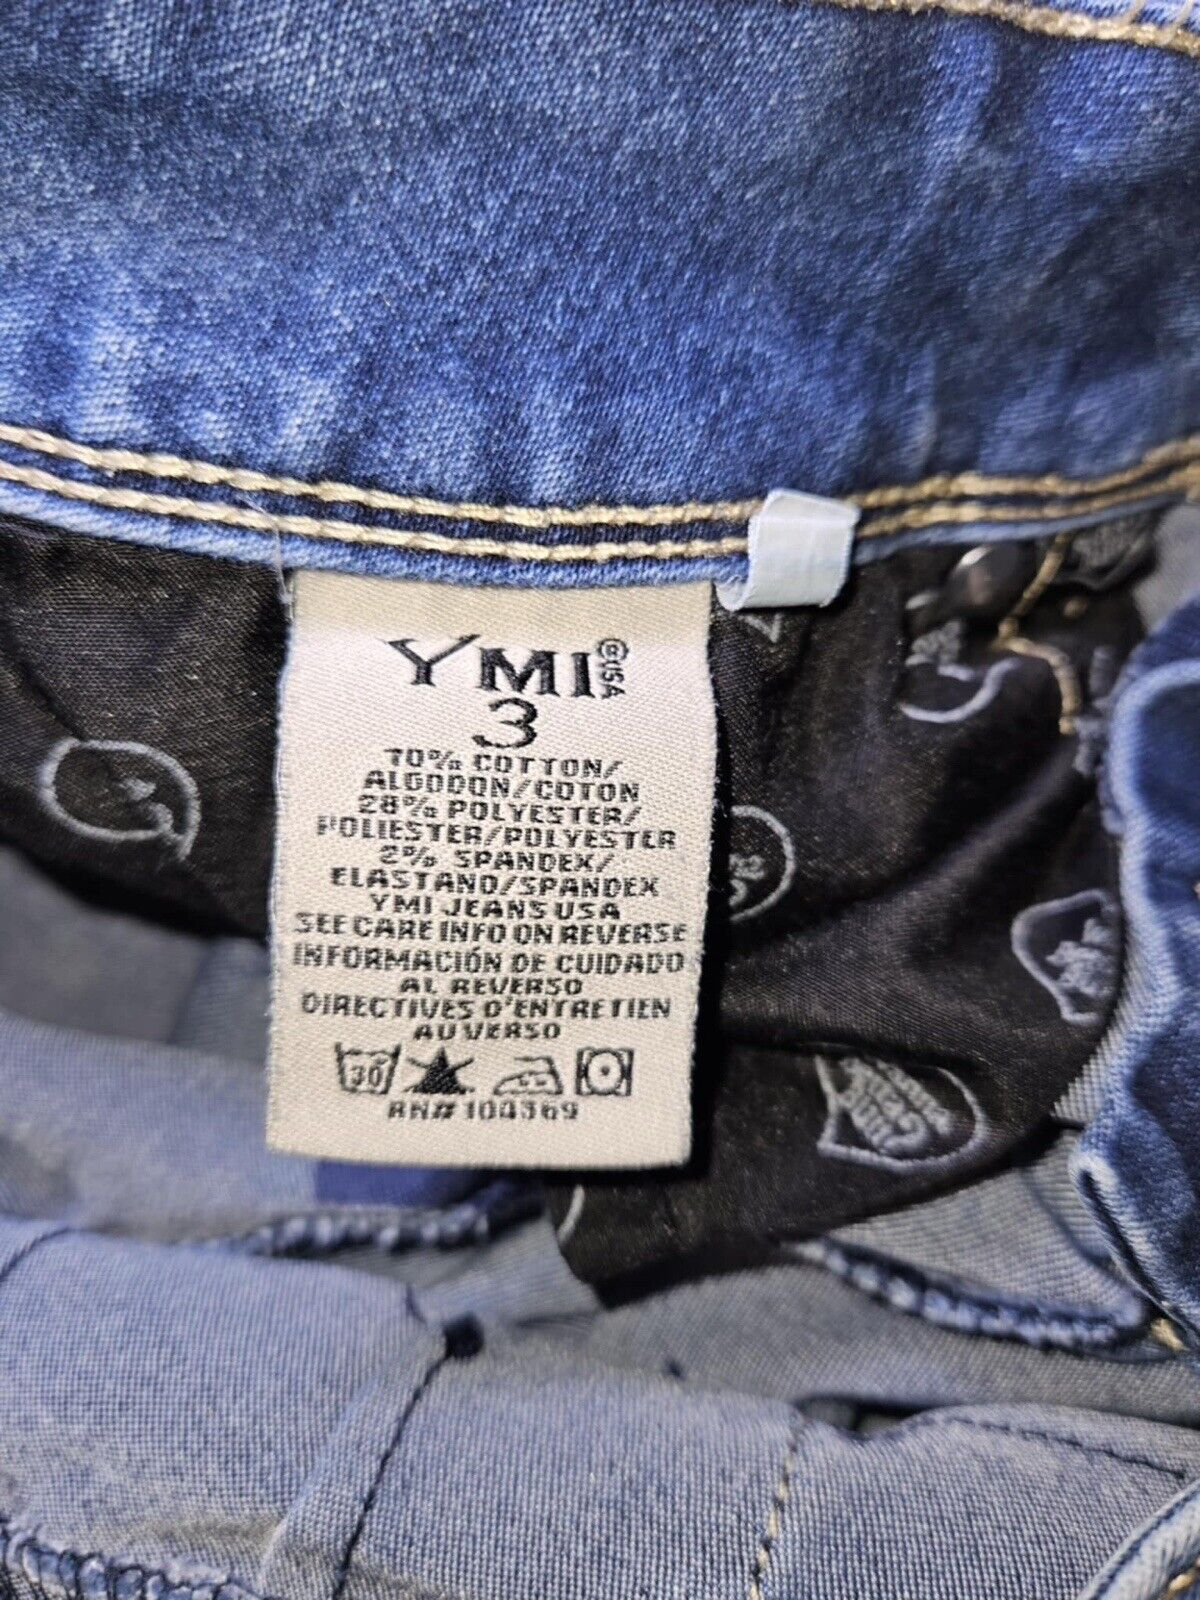 YMI ®USA
3
70% COTTON/
ALGODON/COTON
28% POLYESTER/
POLIESTER/POLYESTER
2% SPANDEX/
ELASTAND/SPANDEX
YMI JEANS USA
SEE CARE INFO ON REVERSE
INFORMACIÓN DE CUIDADO
AL REVERSO
DIRECTIVES D'ENTRETIEN
AU VERSO
30
RN# 100369